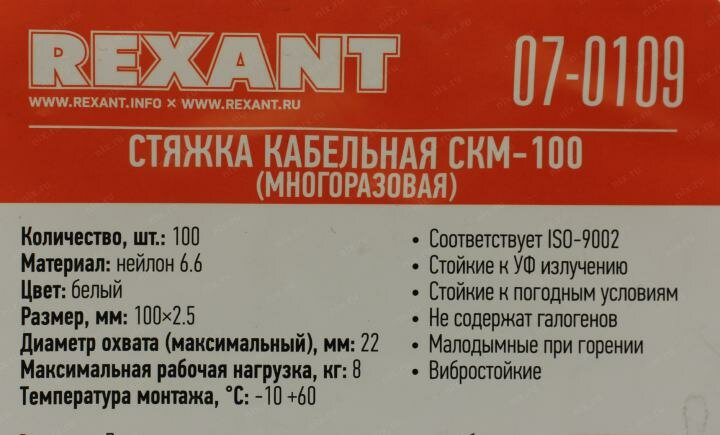 REXANT
07-0109
WWW.REXANT.INFO × WWW.REXANT.RU
СТЯЖКА КАБЕЛЬНАЯ СКМ-100
(МНОГОРАЗОВАЯ)
Количество, шт.: 100
Материал: нейлон 6.6
Цвет: белый
Размер, мм: 100×2.5
Диаметр охвата (максимальный), мм: 22
Максимальная рабочая нагрузка, кг: 8
Температура монтажа, °С: -10 +60
• Соответствует ISO-9002
• Стойкие к УФ излучению
• Стойкие к погодным условиям
• Не содержат галогенов
• Малодымные при горении
• Вибростойкие